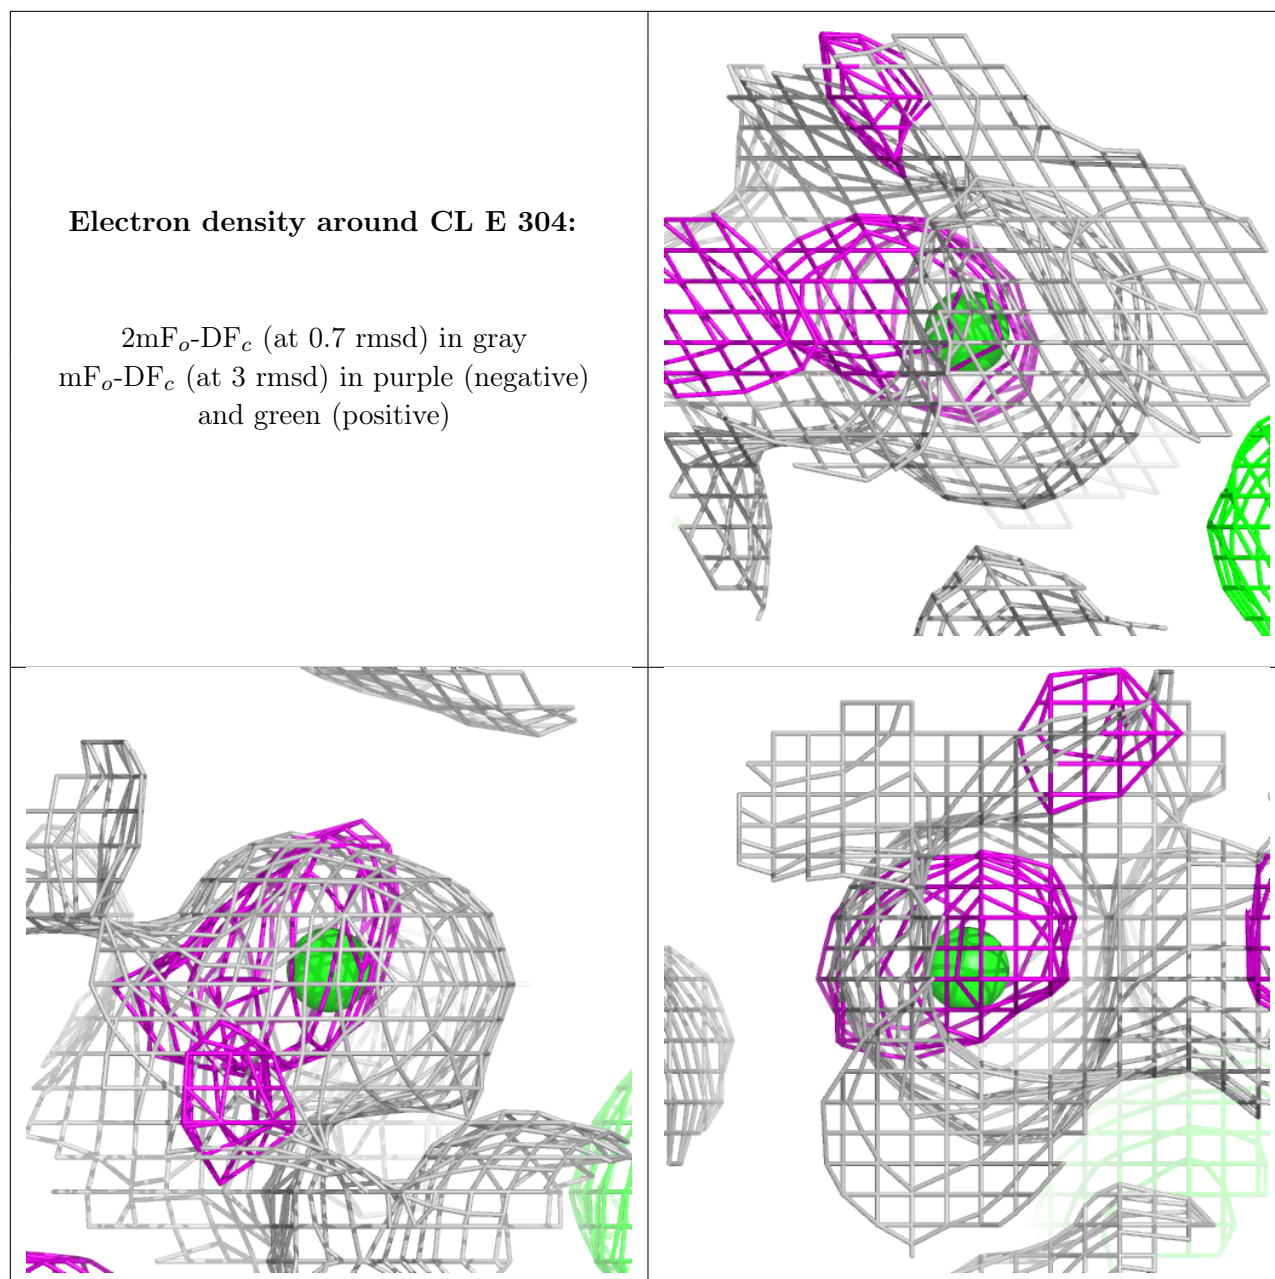 Electron density around CL E 304:
2mFo-DFc (at 0.7 rmsd) in gray
mFo-DFc (at 3 rmsd) in purple (negative)
and green (positive)